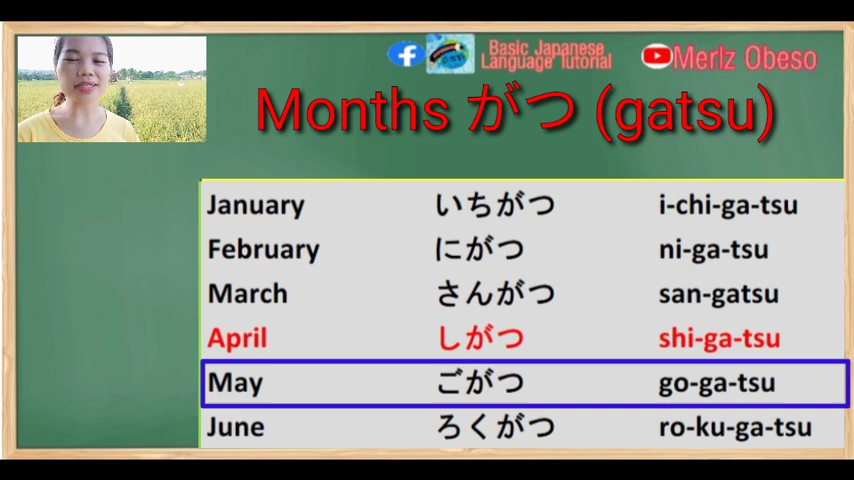 Basic Japanese
Language Tutorial
Merlz Obeso
Months がつ (gatsu)
January いちがつ i-chi-ga-tsu
February にがつ ni-ga-tsu
March さんがつ san-gatsu
April しがつ shi-ga-tsu
May ごがつ go-ga-tsu
June ろくがつ ro-ku-ga-tsu